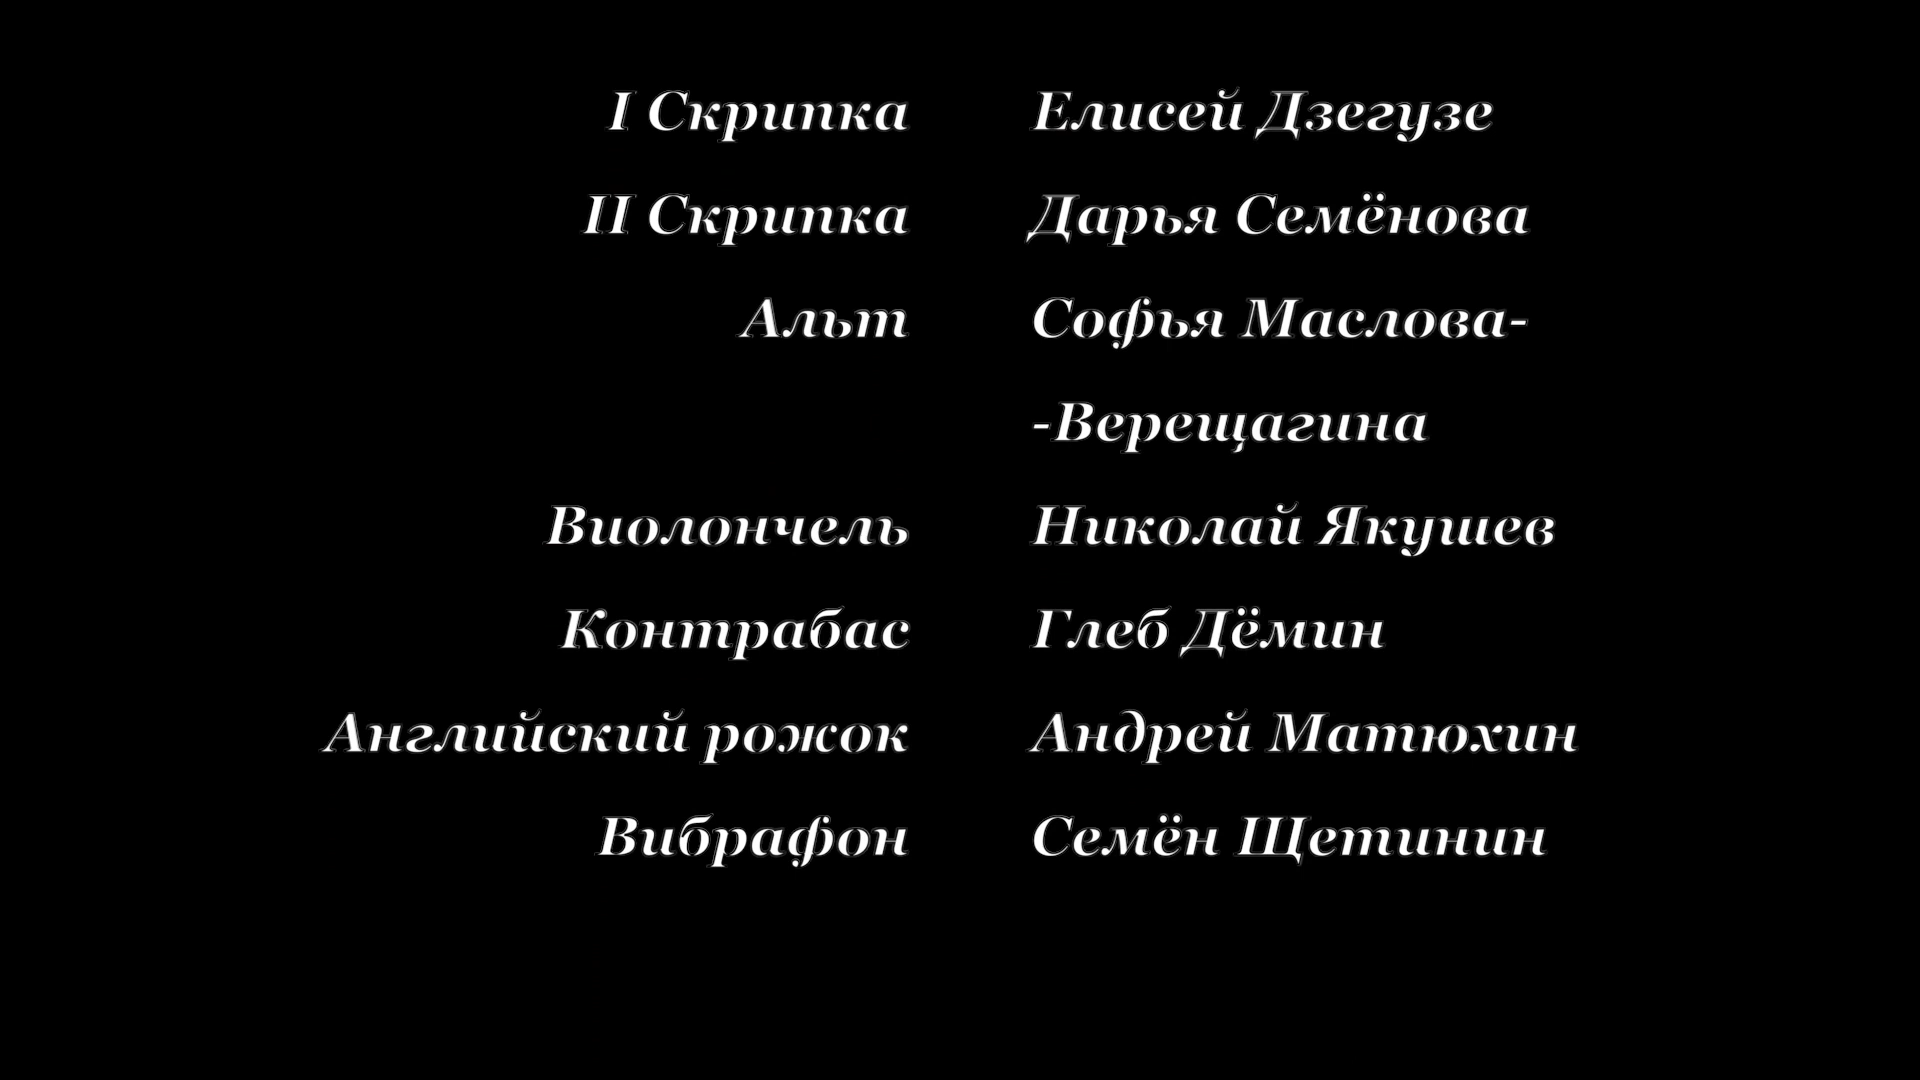 I Скрипка Елисей Дзегузе
II Скрипка Дарья Семёнова
Альт Софья Маслова-
-Верещагина
Виолончель Николай Якушев
Контрабас Глеб Дёмин
Английский рожок Андрей Матюхин
Вибрафон Семён Щетинин